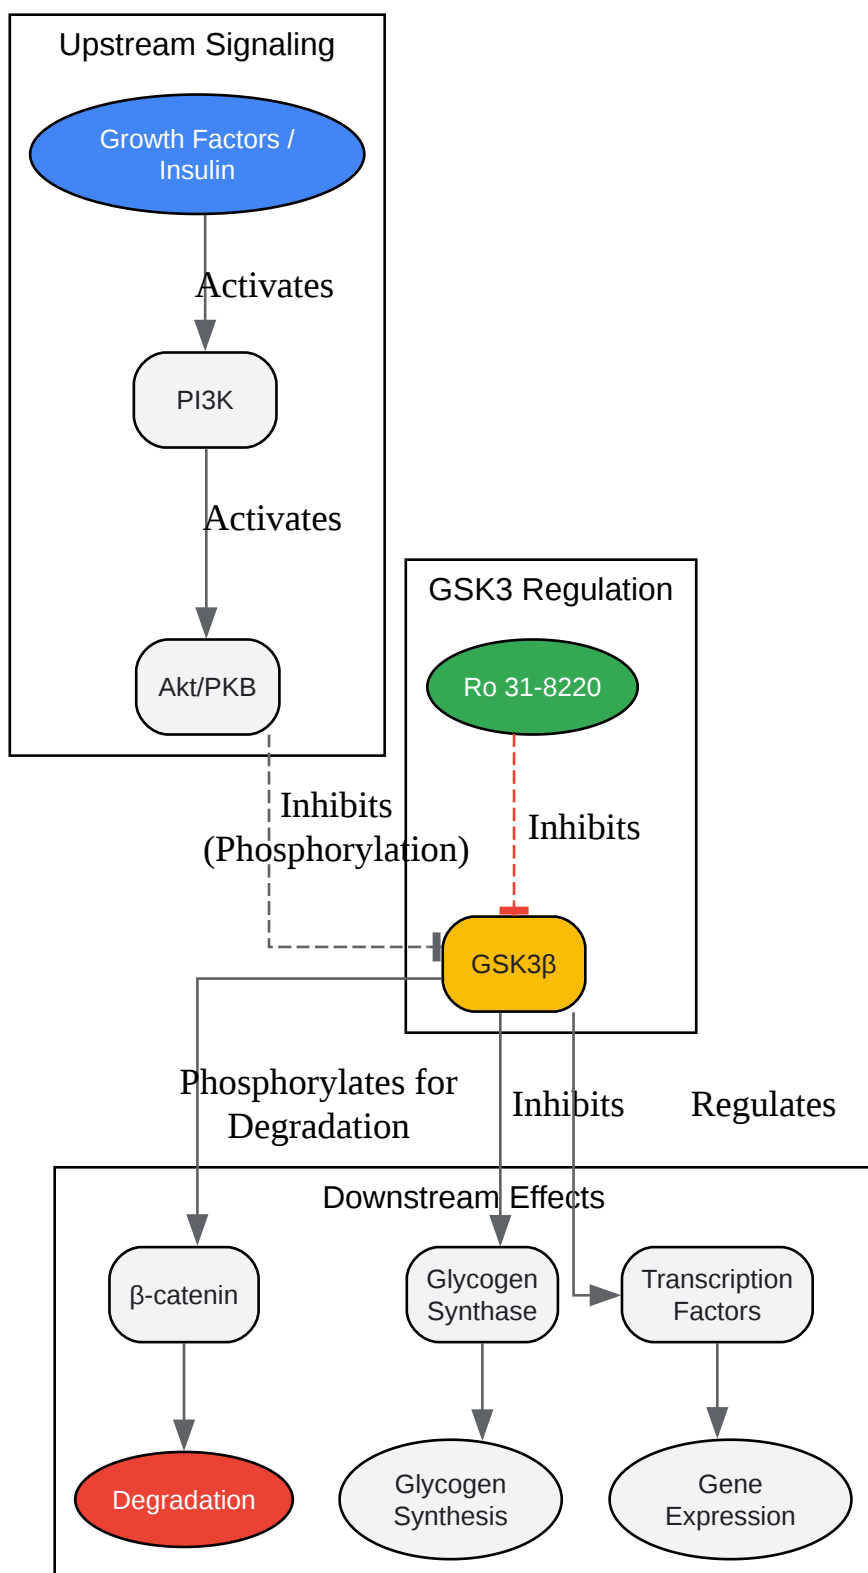 Upstream Signaling
Growth Factors /
Insulin
Activates
PI3K
Activates
Akt/PKB
GSK3 Regulation
Ro 31-8220
Inhibits
(Phosphorylation)
Inhibits
GSK3β
Phosphorylates for
Degradation
Inhibits
Regulates
Downstream Effects
β-catenin
Glycogen
Synthase
Transcription
Factors
Degradation
Glycogen
Synthesis
Gene
Expression